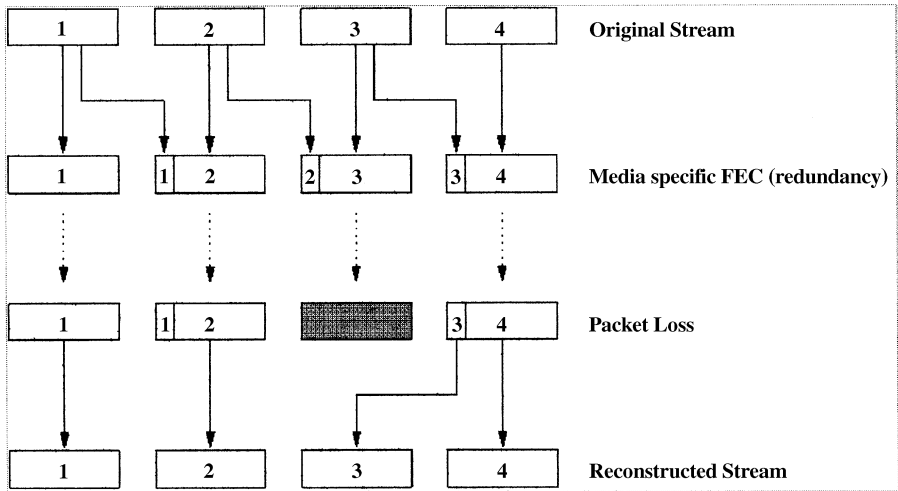 1 2 3 4 Original Stream
1 1 2 2 3 3 4 Media specific FEC (redundancy)
1 1 2 3 4 Packet Loss
1 2 3 4 Reconstructed Stream